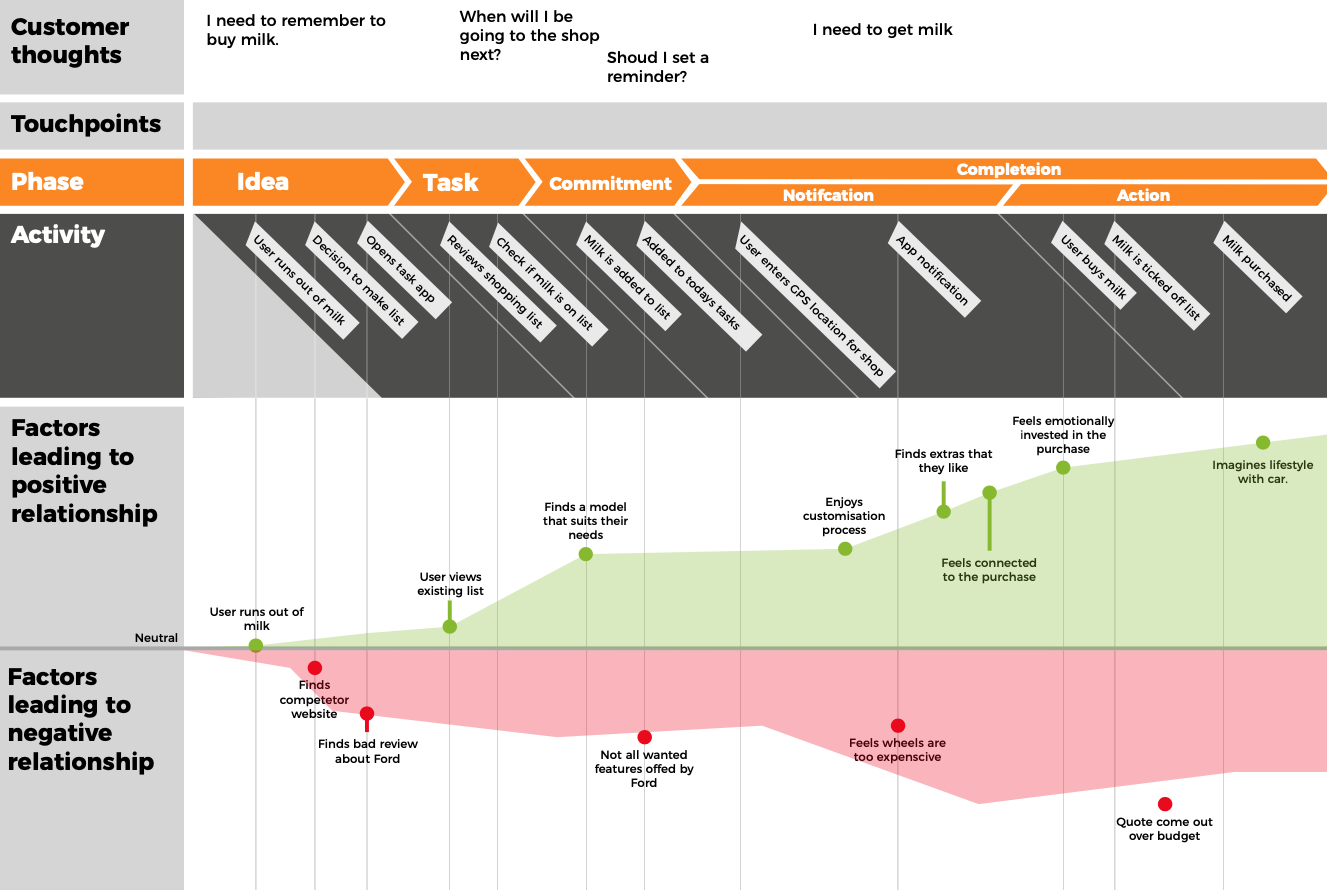 Customer
thoughts
I need to remember to
buy milk.
When will I be
going to the shop
next?
Shoud I set a
reminder?
I need to get milk
Touchpoints
Phase
Idea
Task
Commitment
Completeion
Notifcation
Action
Activity
User runs out of milk
Decision to make list
Opens task app
Reviews shopping list
Check if milk is on list
Milk is added to list
Added to todays tasks
User enters GPS location for shop
App notification
User buys milk
Milk is ticked off list
Milk purchased
Factors
leading to
positive
relationship
User runs out of
milk
User views
existing list
Finds a model
that suits their
needs
Enjoys
customisation
process
Finds extras that
they like
Feels connected
to the purchase
Feels emotionally
invested in the
purchase
Imagines lifestyle
with car.
Neutral
Factors
leading to
negative
relationship
Finds
competetor
website
Finds bad review
about Ford
Not all wanted
features offed by
Ford
Feels wheels are
too expenscive
Quote come out
over budget